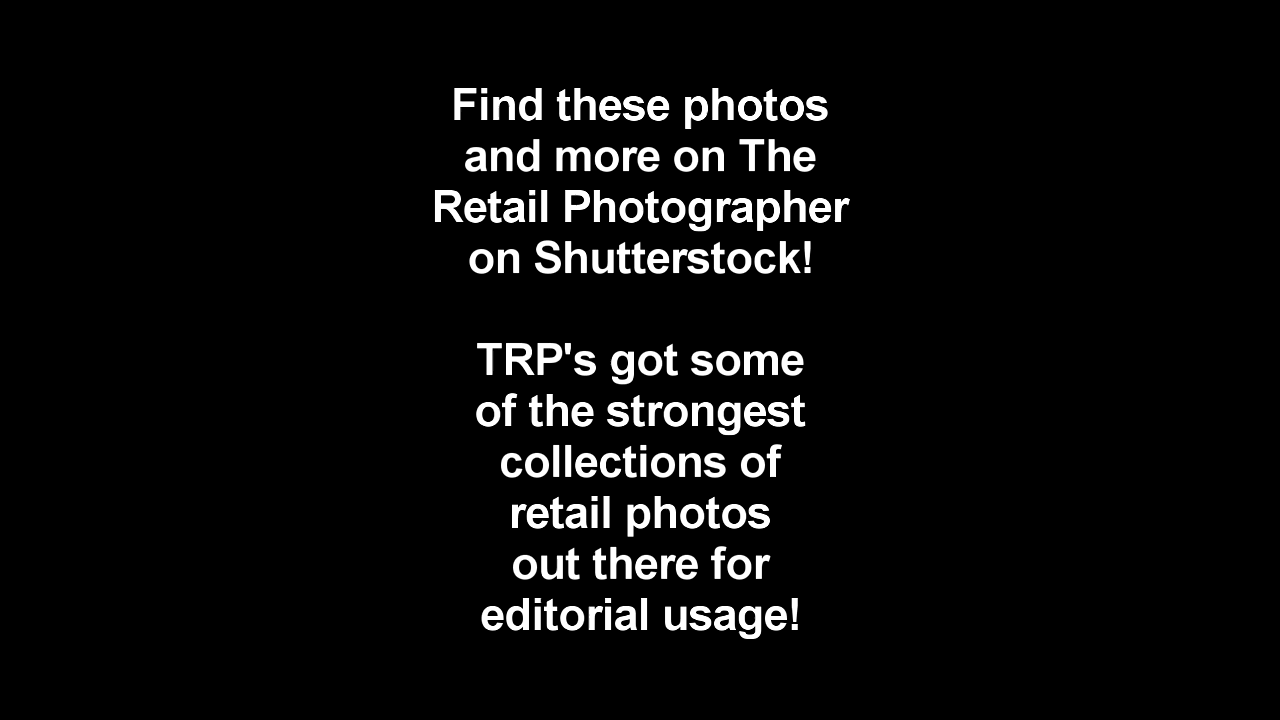 Find these photos
and more on The
Retail Photographer
on Shutterstock!
TRP's got some
of the strongest
collections of
retail photos
out there for
editorial usage!